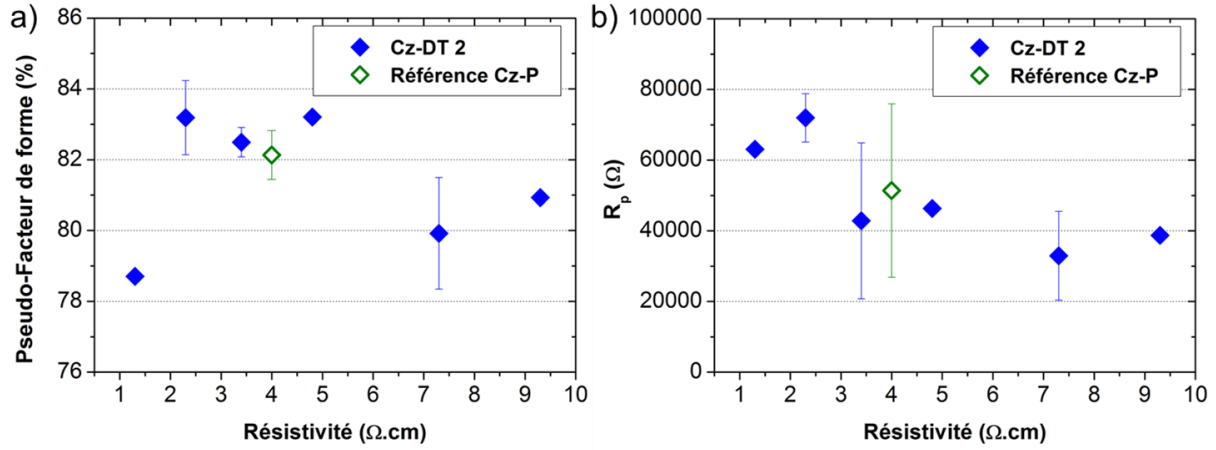 a)
Pseudo-Facteur de forme (%)
86
84
82
80
78
76
Cz-DT 2
Référence Cz-P
1 2 3 4 5 6 7 8 9 10
Résistivité (Ω.cm)
b)
Rp (Ω)
100000
80000
60000
40000
20000
0
Cz-DT 2
Référence Cz-P
1 2 3 4 5 6 7 8 9 10
Résistivité (Ω.cm)